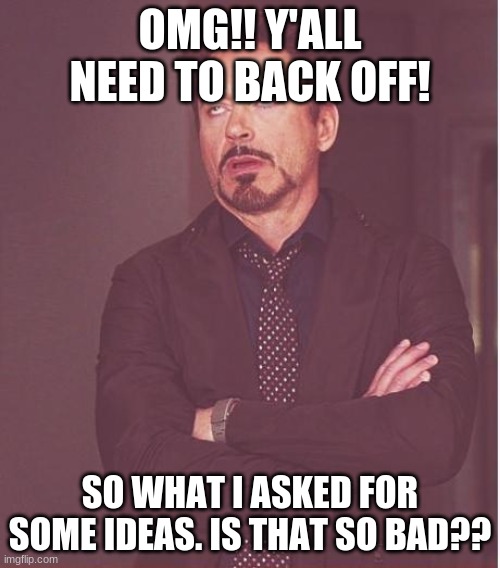 OMG!! Y'ALL
NEED TO BACK OFF!
SO WHAT I ASKED FOR
SOME IDEAS. IS THAT SO BAD??
imgflip.com